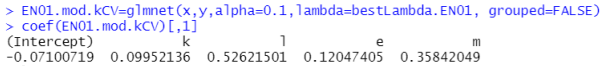 > EN01.mod.kCV=glmnet(x,y,alpha=0.1,lambda=bestLambda.EN01, grouped=FALSE)
> coef(EN01.mod.kCV)[,1]
(Intercept) k l e m
-0.07100719 0.09952136 0.52621501 0.12047405 0.35842049